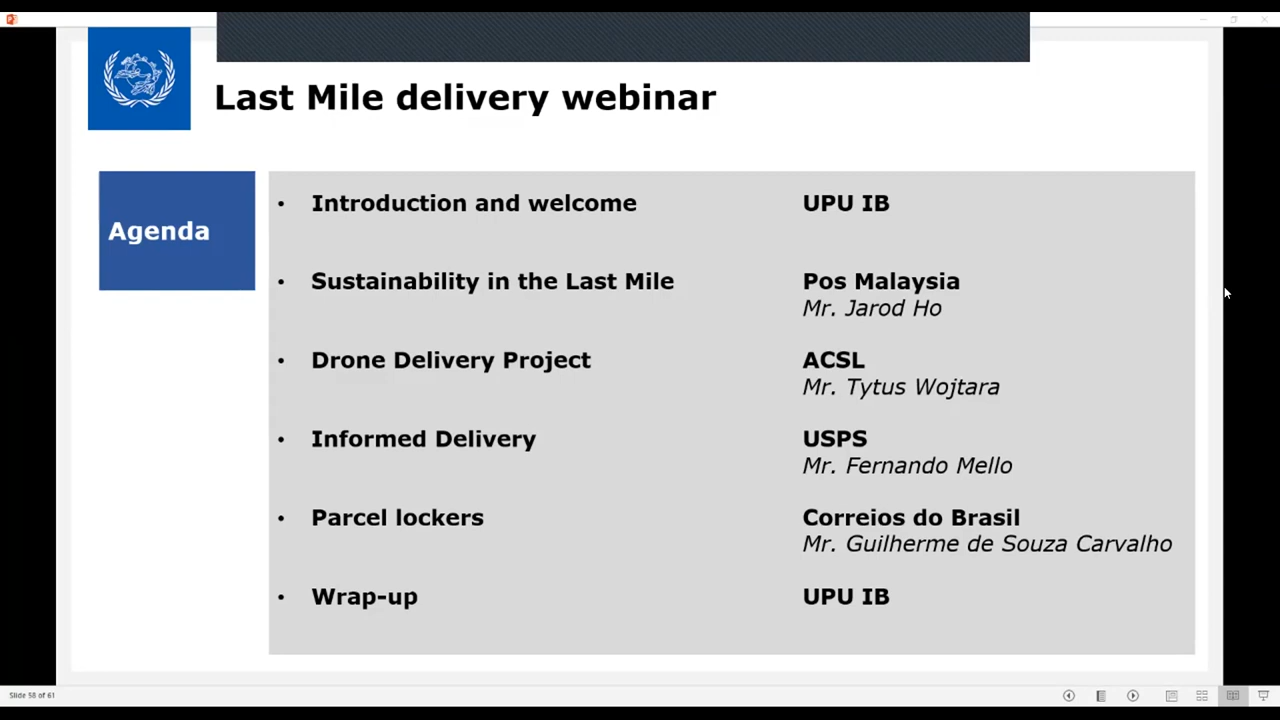 Last Mile delivery webinar
Agenda
• Introduction and welcome UPU IB
• Sustainability in the Last Mile Pos Malaysia
Mr. Jarod Ho
• Drone Delivery Project ACSL
Mr. Tytus Wojtara
• Informed Delivery USPS
Mr. Fernando Mello
• Parcel lockers Correios do Brasil
Mr. Guilherme de Souza Carvalho
• Wrap-up UPU IB
Slide 58 of 61